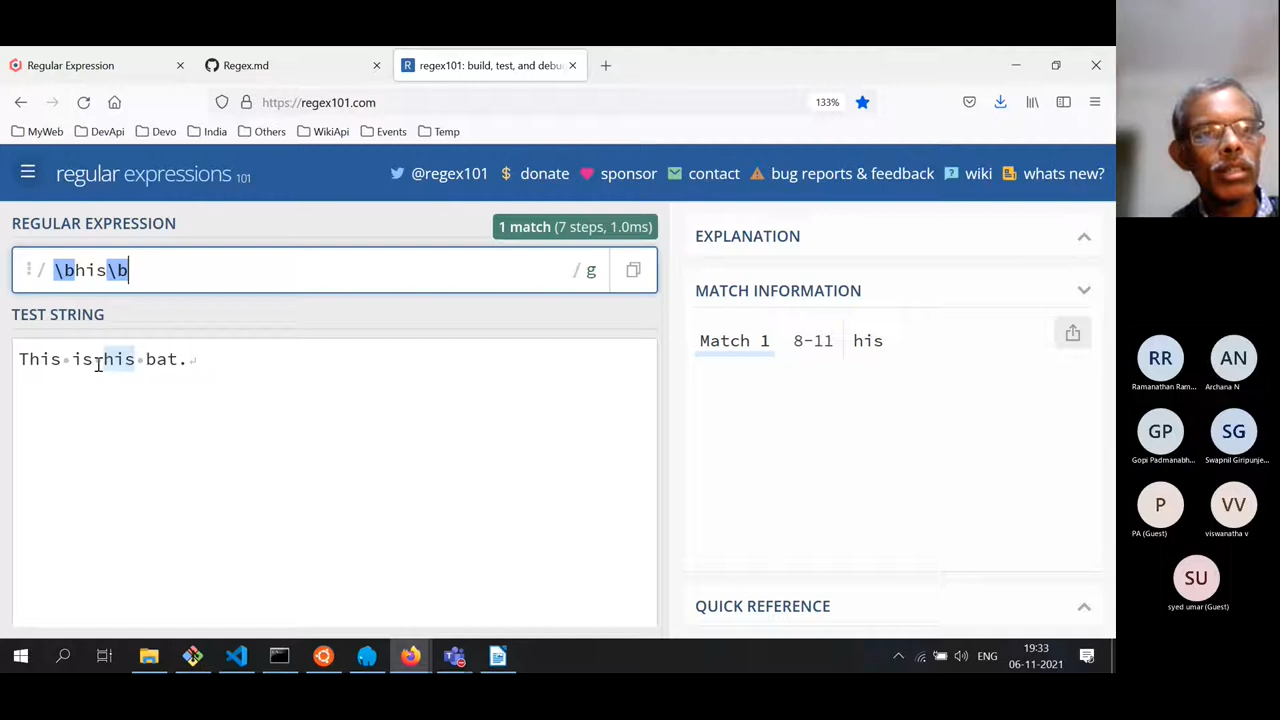 Regular Expression
Regex.md
regex101: build, test, and debu
https://regex101.com
133%
MyWeb
DevApi
Devo
India
Others
WikiApi
Events
Temp
regular expressions 101
@regex101
$ donate
sponsor
contact
bug reports & feedback
wiki
whats new?
REGULAR EXPRESSION
1 match (7 steps, 1.0ms)
/ \bhis\b / g
TEST STRING
This is his bat.
EXPLANATION
MATCH INFORMATION
Match 1 8-11 his
QUICK REFERENCE
RR
Ramanathan Ram...
AN
Archana N
GP
Gopi Padmanabh...
SG
Swapnil Giripunje...
P
PA (Guest)
VV
viswanatha v
SU
syed umar (Guest)
ENG
19:33
06-11-2021